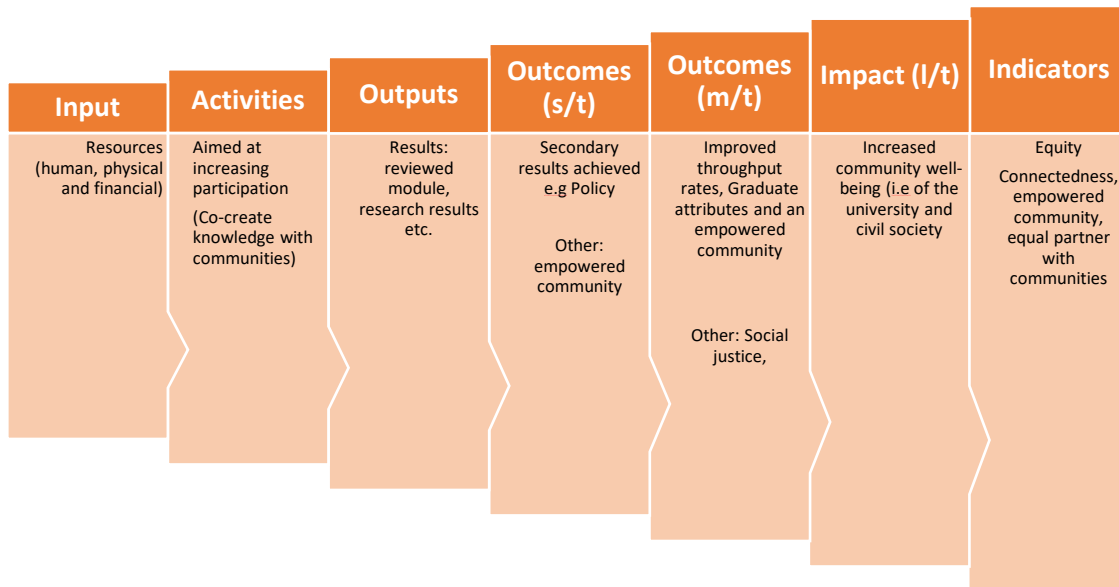 Input
Resources
(human, physical
and financial)
Activities
Aimed at
increasing
participation
(Co-create
knowledge with
communities)
Outputs
Results:
reviewed
module,
research results
etc.
Outcomes
(s/t)
Secondary
results achieved
e.g Policy
Other:
empowered
community
Outcomes
(m/t)
Improved
throughput
rates, Graduate
attributes and an
empowered
community
Other: Social
justice,
Impact (l/t)
Increased
community well-
being (i.e of the
university and
civil society
Indicators
Equity
Connectedness,
empowered
community,
equal partner
with
communities